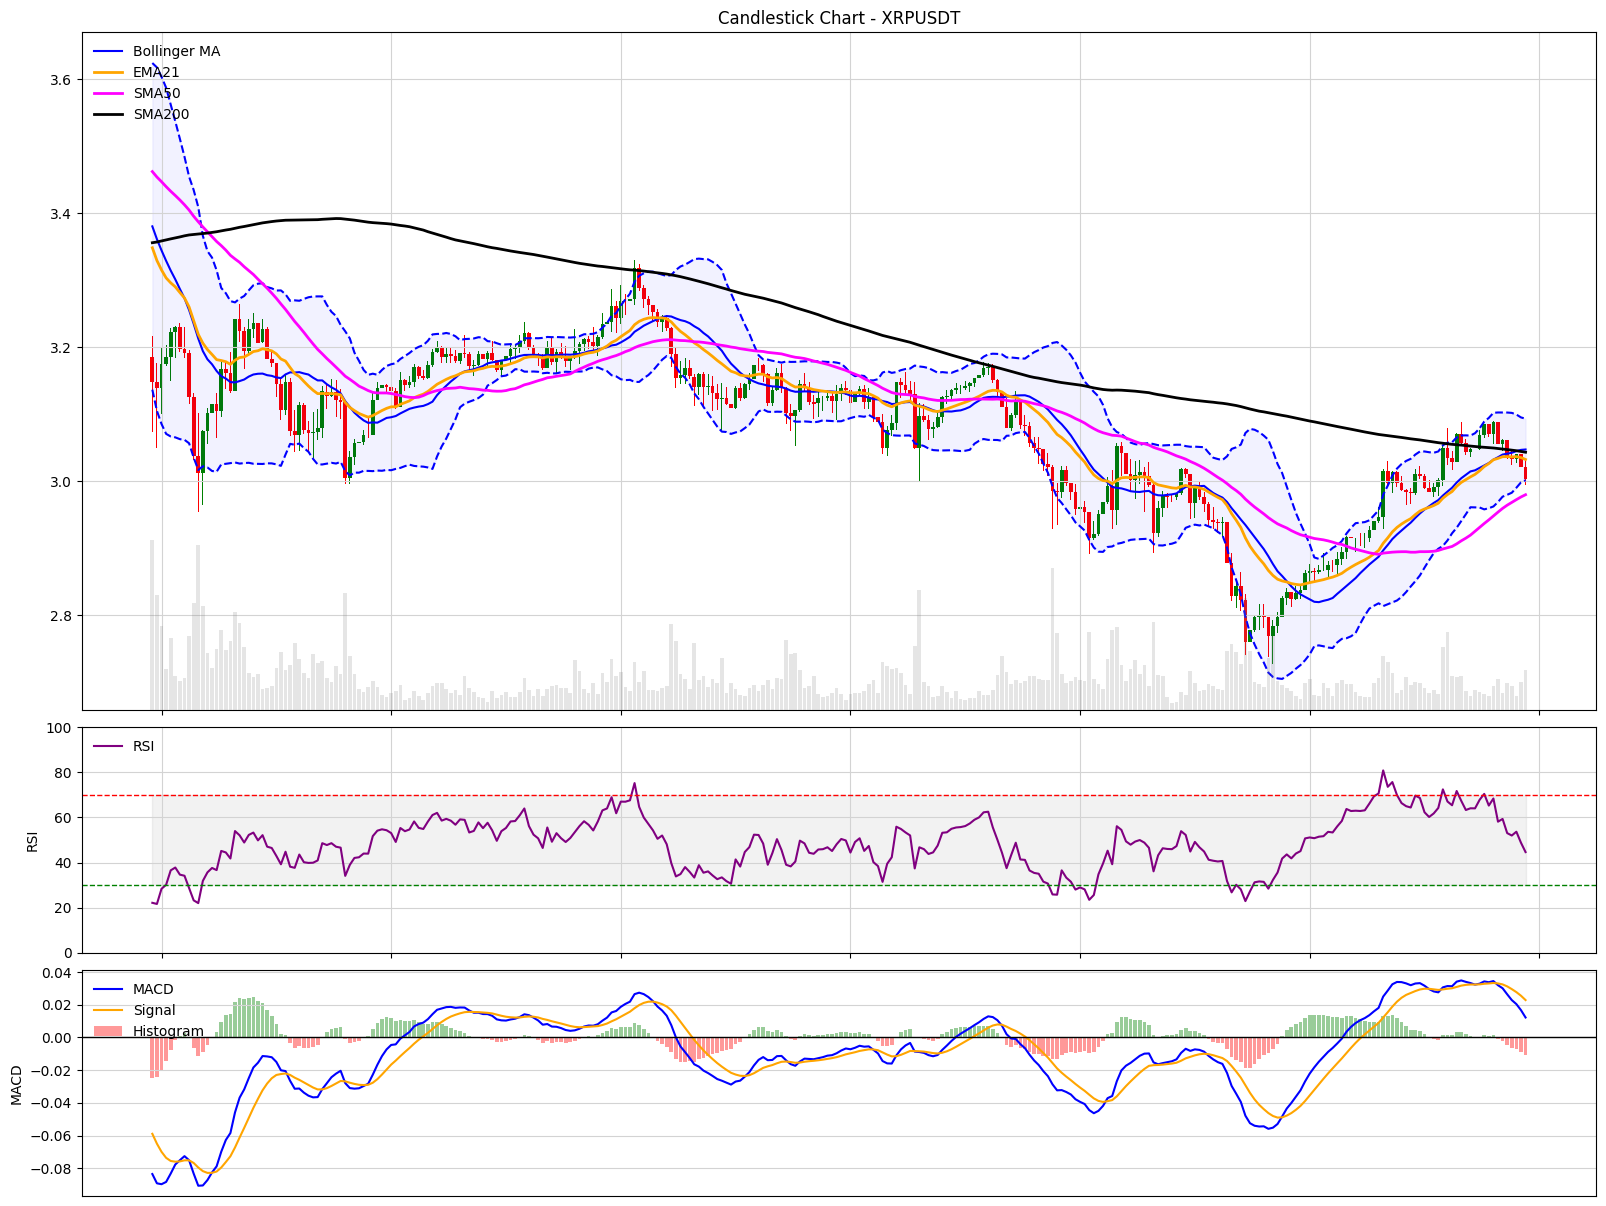 Candlestick Chart - XRPUSDT
Bollinger MA
EMA21
SMA50
SMA200
3.6
3.4
3.2
3.0
2.8
RSI
100
80
60
40
20
0
RSI
MACD
Signal
Histogram
0.04
0.02
0.00
−0.02
−0.04
−0.06
−0.08
MACD